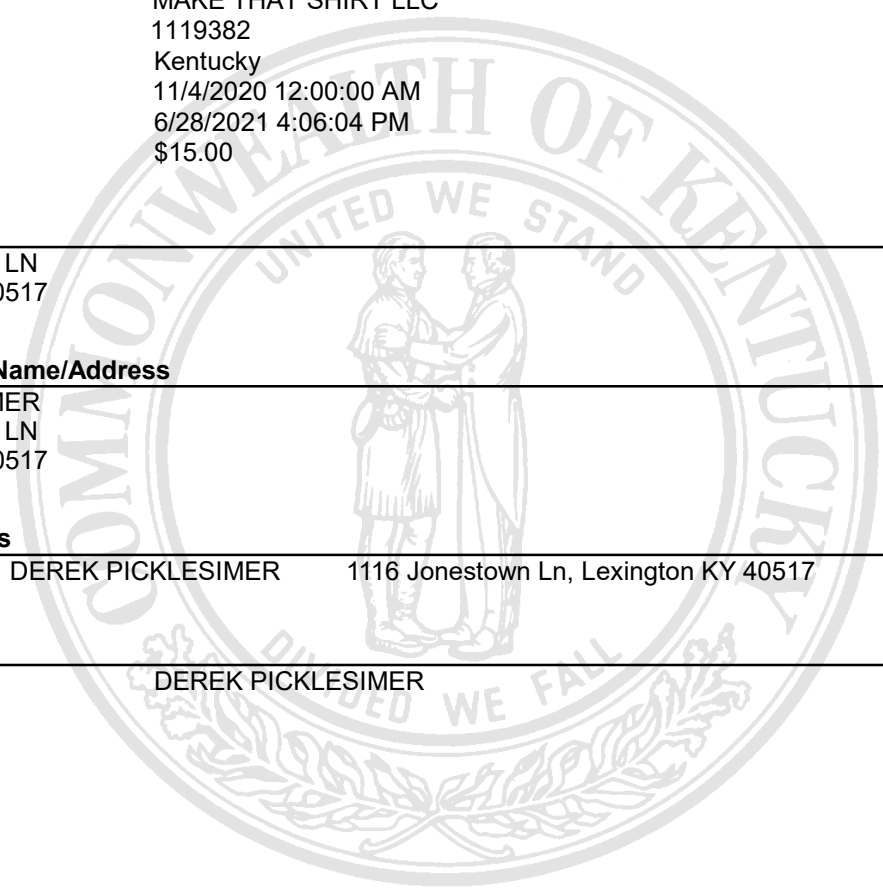 MAKE THAT SHIRT LLC
1119382
Kentucky
11/4/2020 12:00:00 AM
6/28/2021 4:06:04 PM
$15.00
LN
0517
Name/Address
MER
LN
0517
s
DEREK PICKLESIMER 1116 Jonestown Ln, Lexington KY 40517
DEREK PICKLESIMER
COMMONWEALTH OF KENTUCKY
UNITED WE STAND
DIVIDED WE FALL